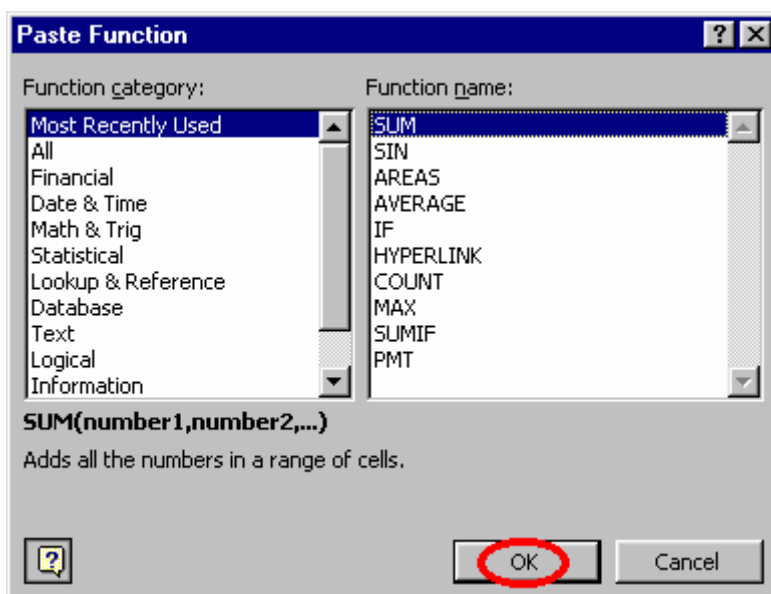 Paste Function
Function category:
Most Recently Used
All
Financial
Date & Time
Math & Trig
Statistical
Lookup & Reference
Database
Text
Logical
Information
Function name:
SUM
SIN
AREAS
AVERAGE
IF
HYPERLINK
COUNT
MAX
SUMIF
PMT
SUM(number1,number2,...)
Adds all the numbers in a range of cells.
OK
Cancel